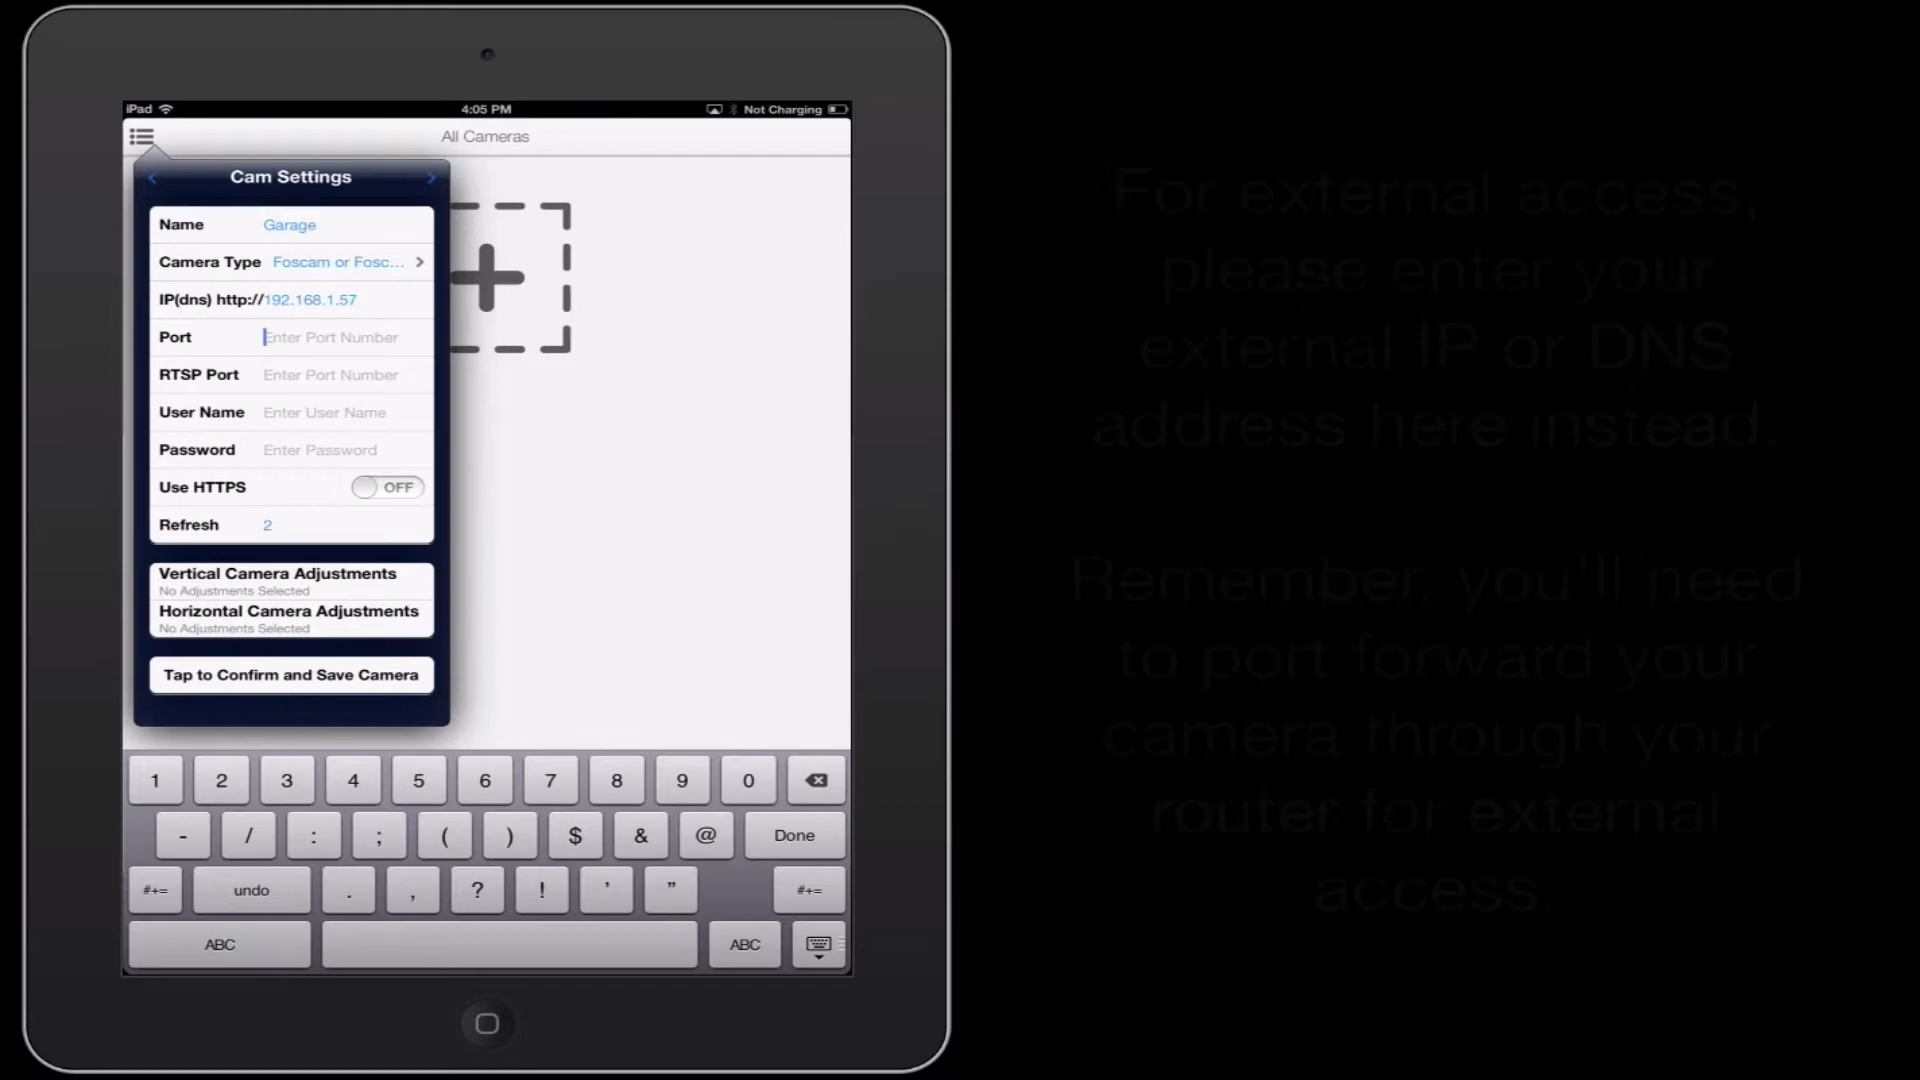 iPad
4:05 PM
Not Charging
All Cameras
Cam Settings
Name Garage
Camera Type Foscam or Fosc...
IP(dns) http://192.168.1.57
Port Enter Port Number
RTSP Port Enter Port Number
User Name Enter User Name
Password Enter Password
Use HTTPS OFF
Refresh 2
Vertical Camera Adjustments
No Adjustments Selected
Horizontal Camera Adjustments
No Adjustments Selected
Tap to Confirm and Save Camera
1 2 3 4 5 6 7 8 9 0
- / : ; ( ) $ & @ Done
#+= undo . , ? ! ' " #+=
ABC ABC
For external access,
please enter your
external IP or DNS
address here instead.
Remember, you'll need
to port forward your
camera through your
router for external
access.